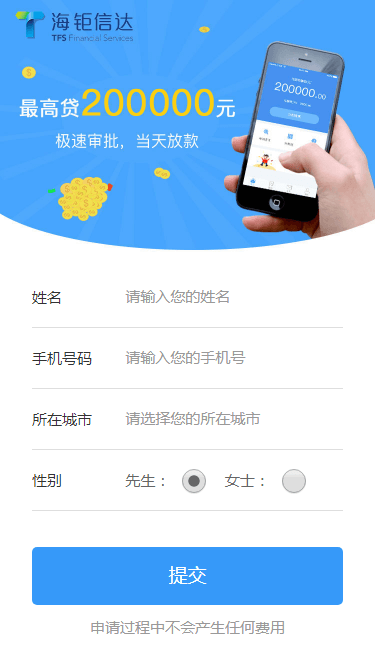 海钜信达
TFS Financial Services
最高贷200000元
极速审批，当天放款
200000.00
姓名
请输入您的姓名
手机号码
请输入您的手机号
所在城市
请选择您的所在城市
性别
先生：
女士：
提交
申请过程中不会产生任何费用